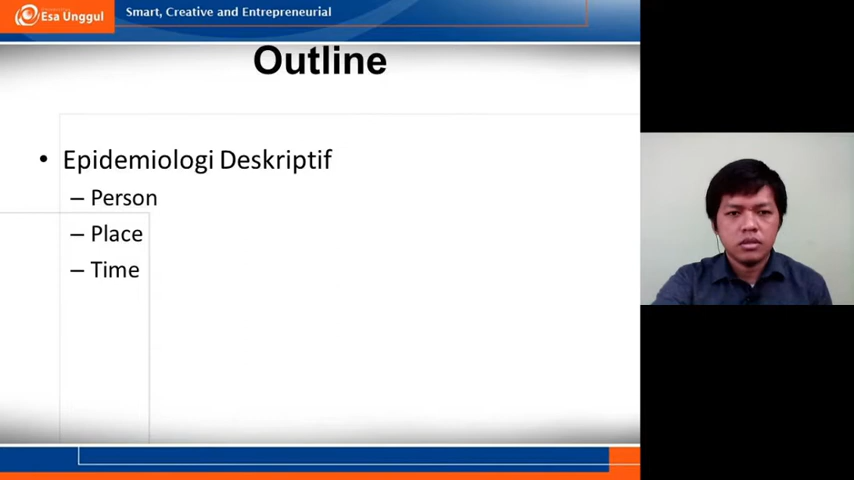 Esa Unggul
Smart, Creative and Entrepreneurial
Outline
• Epidemiologi Deskriptif
– Person
– Place
– Time